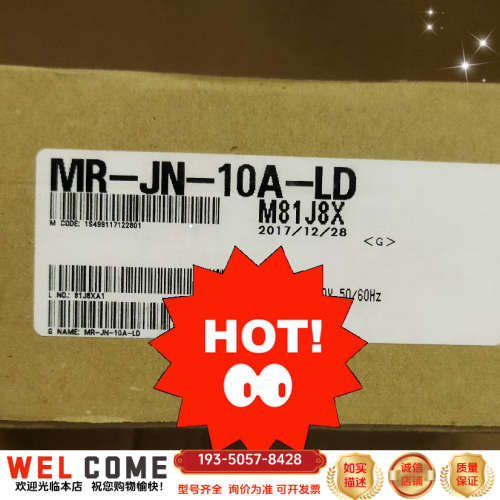 MR-JN-10A-LD
M81J8X
2017/12/28
M CODE: 1S499117122801
<G>
L NO.: 81J8XA1
V 50/60Hz
G NAME: MR-JN-10A-LD
HOT!
WEL COME
欢迎光临本店 祝您购物愉快!
193-5057-8428
型号齐全 询价为准 可开发票
如实
描述
诚信
店铺
质量
保证